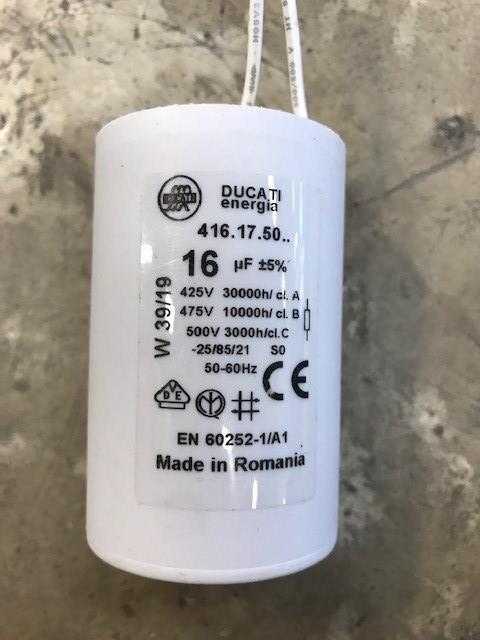 DUCATI
energia
416.17.50..
16 µF ±5%
425V 30000h/ cl. A
475V 10000h/ cl. B
500V 3000h/cl.C
-25/85/21 S0
50-60Hz CE
W 39/19
VDE
EN 60252-1/A1
Made in Romania